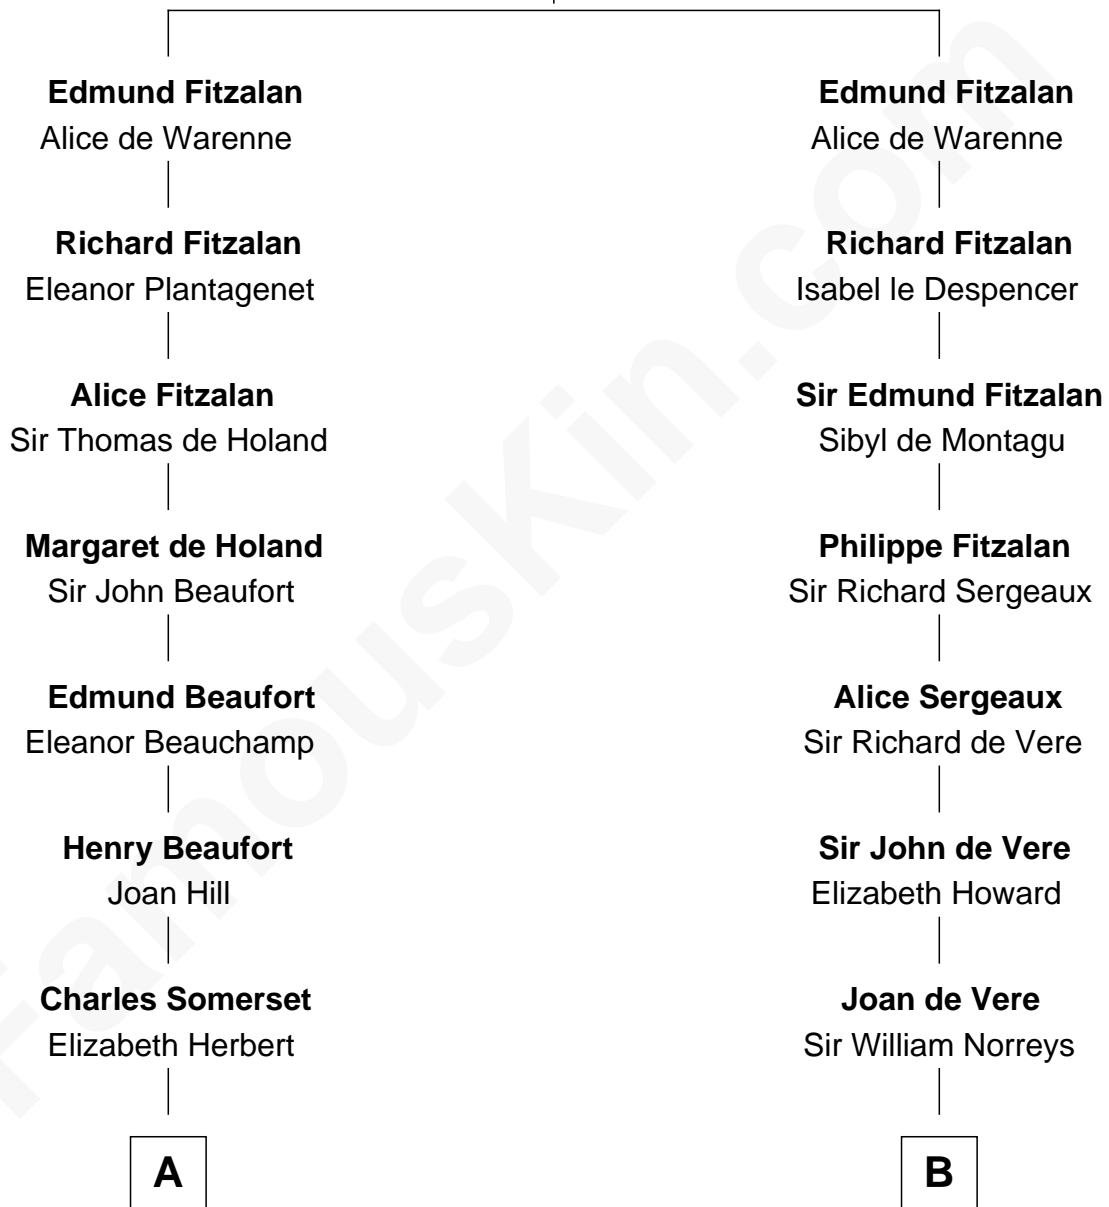 Edmund Fitzalan
Alice de Warenne
Richard Fitzalan
Eleanor Plantagenet
Alice Fitzalan
Sir Thomas de Holand
Margaret de Holand
Sir John Beaufort
Edmund Beaufort
Eleanor Beauchamp
Henry Beaufort
Joan Hill
Charles Somerset
Elizabeth Herbert
A
Edmund Fitzalan
Alice de Warenne
Richard Fitzalan
Isabel le Despencer
Sir Edmund Fitzalan
Sibyl de Montagu
Philippe Fitzalan
Sir Richard Sergeaux
Alice Sergeaux
Sir Richard de Vere
Sir John de Vere
Elizabeth Howard
Joan de Vere
Sir William Norreys
B
FamousKin.com